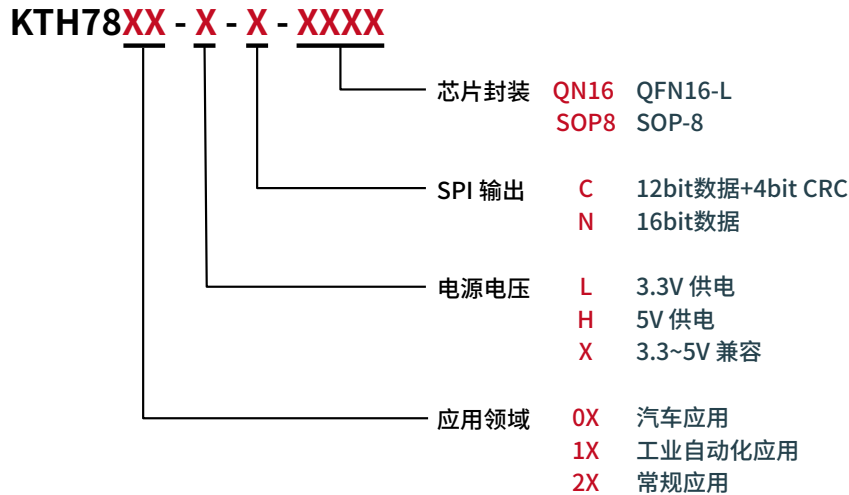 KTH78XX - X - X - XXXX
芯片封装 QN16 QFN16-L
SOP8 SOP-8
SPI 输出 C 12bit数据+4bit CRC
N 16bit数据
电源电压 L 3.3V 供电
H 5V 供电
X 3.3~5V 兼容
应用领域 0X 汽车应用
1X 工业自动化应用
2X 常规应用